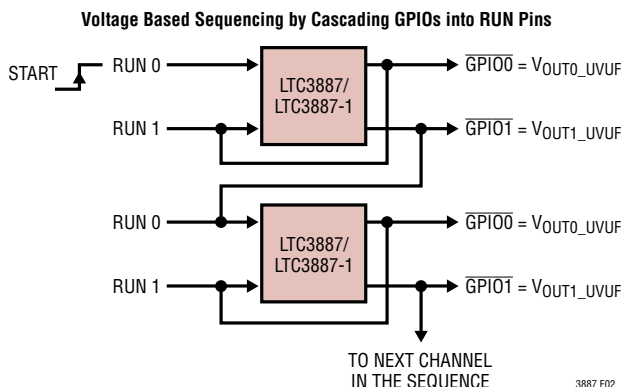 Voltage Based Sequencing by Cascading GPIOs into RUN Pins
START
RUN 0
LTC3887/
LTC3887-1
RUN 1
GPIO0 = VOUT0_UVUF
GPIO1 = VOUT1_UVUF
RUN 0
LTC3887/
LTC3887-1
RUN 1
GPIO0 = VOUT0_UVUF
GPIO1 = VOUT1_UVUF
TO NEXT CHANNEL
IN THE SEQUENCE
3887 F02